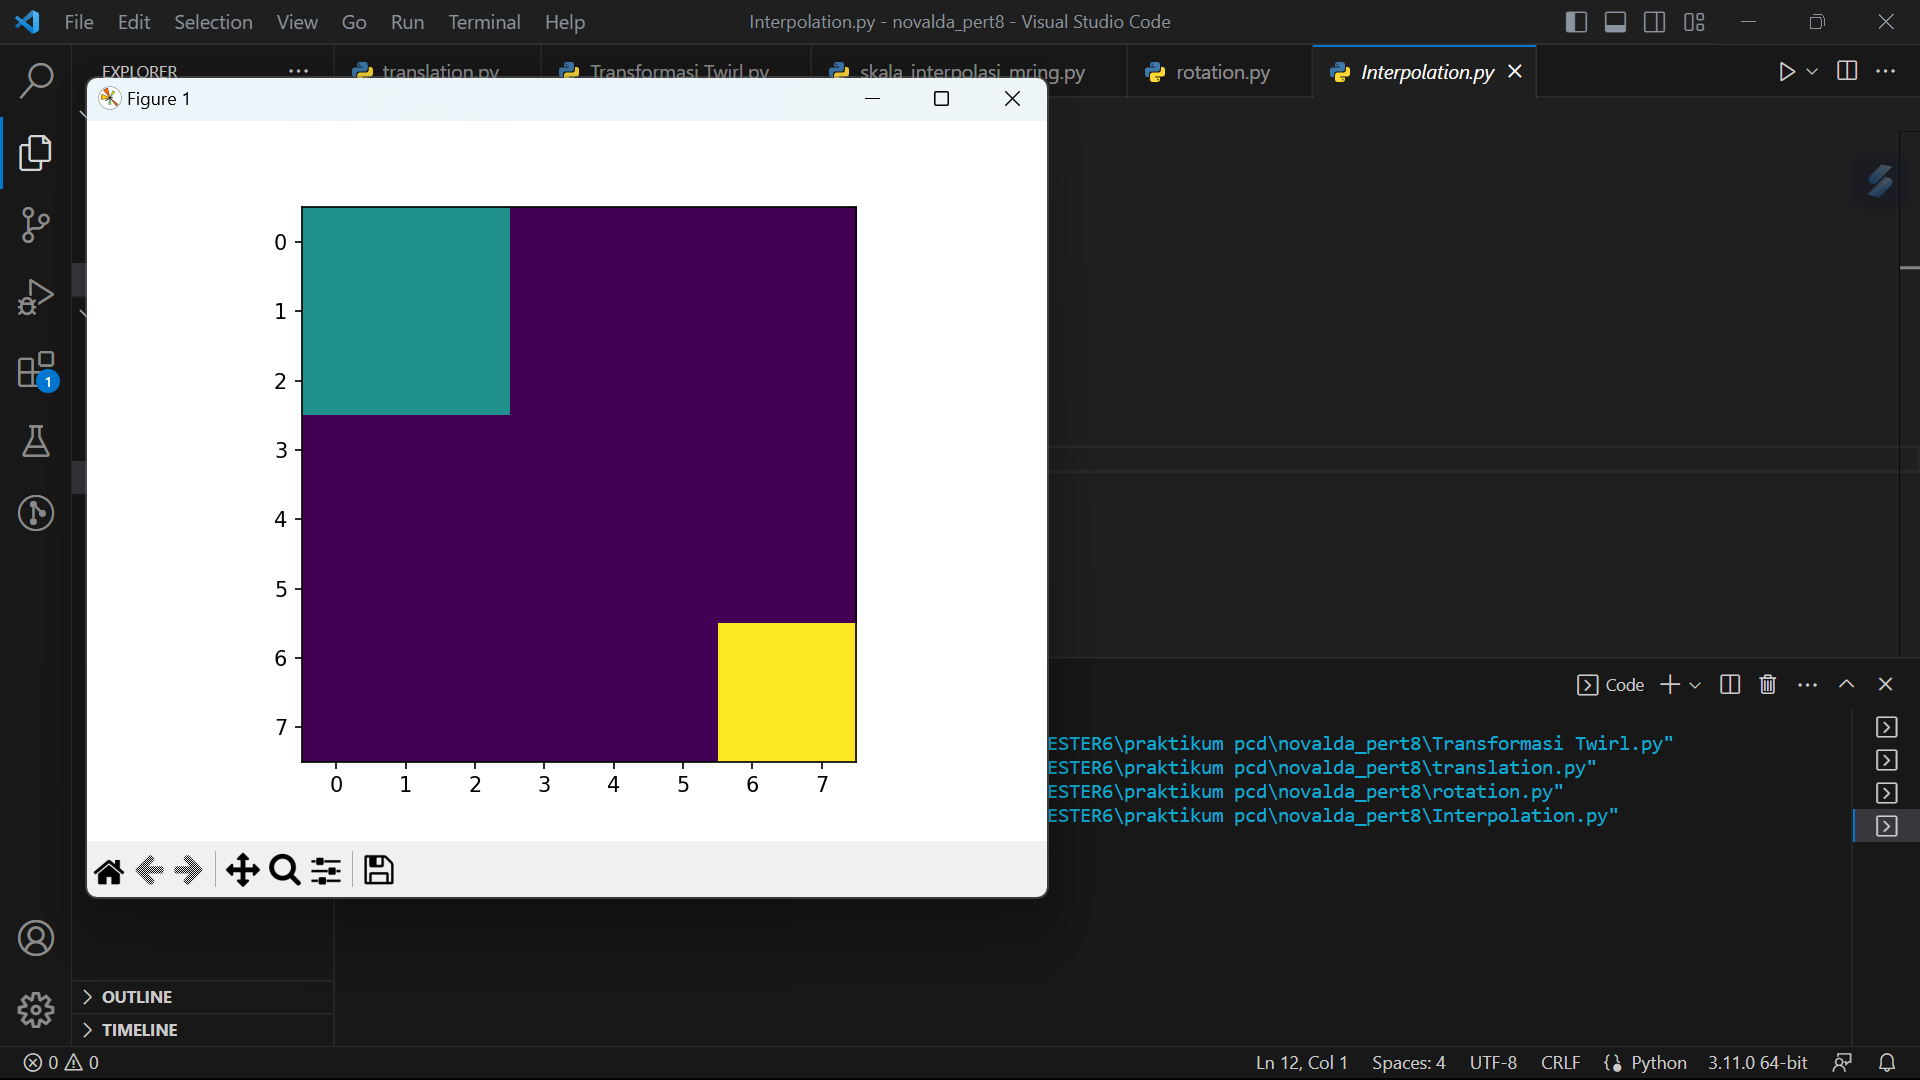 File Edit Selection View Go Run Terminal Help
Interpolation.py - novalda_pert8 - Visual Studio Code
EXPLORER
translation.py
Transformasi Twirl.py
skala_interpolasi_mring.py
rotation.py
Interpolation.py
Figure 1
0
1
2
3
4
5
6
7
0 1 2 3 4 5 6 7
1
Code
ESTER6\praktikum pcd\novalda_pert8\Transformasi Twirl.py"
ESTER6\praktikum pcd\novalda_pert8\translation.py"
ESTER6\praktikum pcd\novalda_pert8\rotation.py"
ESTER6\praktikum pcd\novalda_pert8\Interpolation.py"
OUTLINE
TIMELINE
0 0
Ln 12, Col 1 Spaces: 4 UTF-8 CRLF Python 3.11.0 64-bit